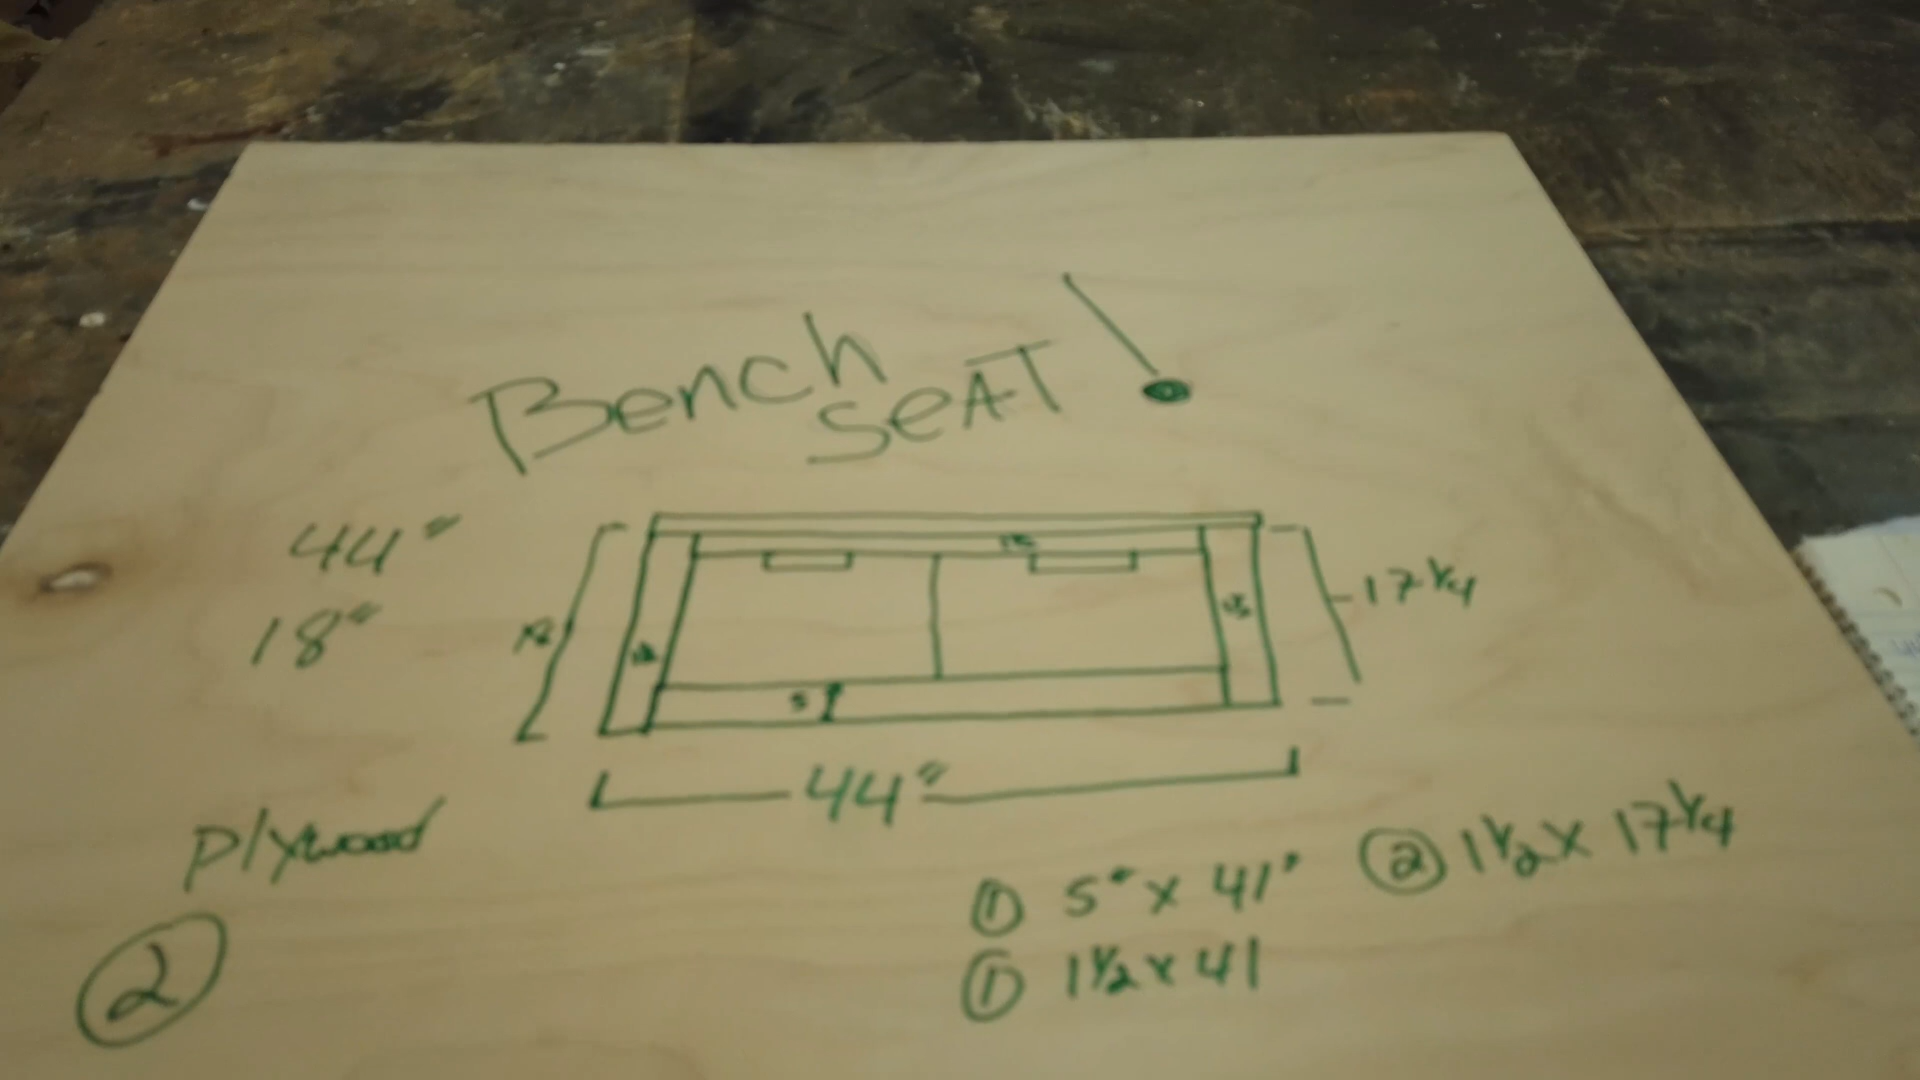 Bench
SeAT!
44"
18"
17 1/4
5
44"
Plywood
2
① 5" x 41"
② 1 1/2 x 17 1/4
① 1 1/2 x 41